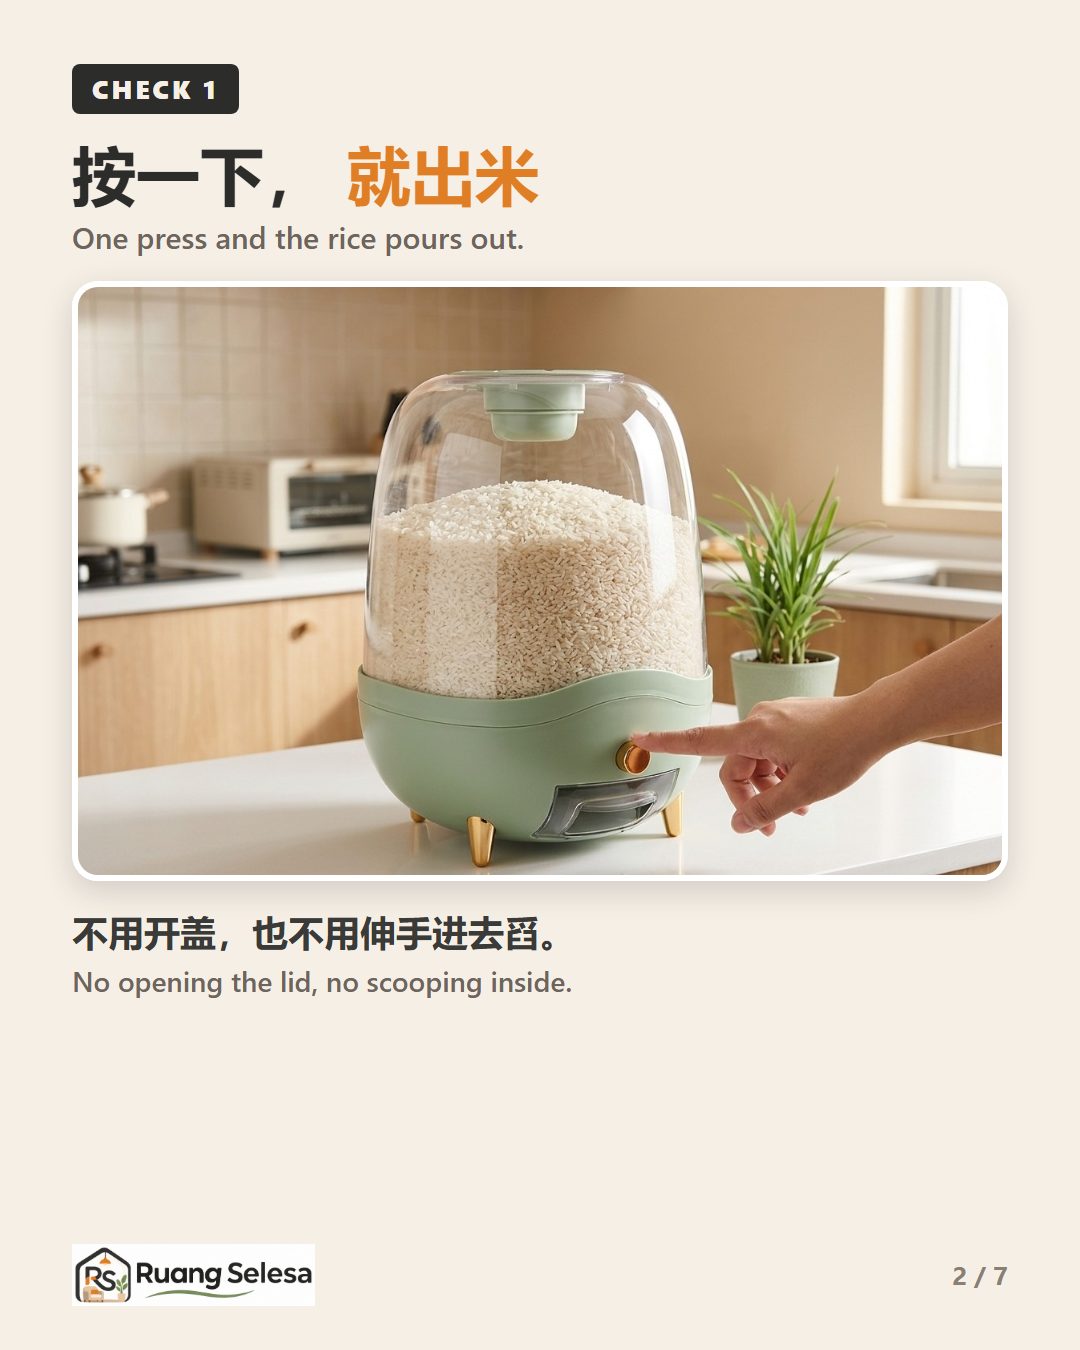 CHECK 1
按一下，就出米
One press and the rice pours out.
不用开盖，也不用伸手进去舀。
No opening the lid, no scooping inside.
RS Ruang Selesa
2 / 7